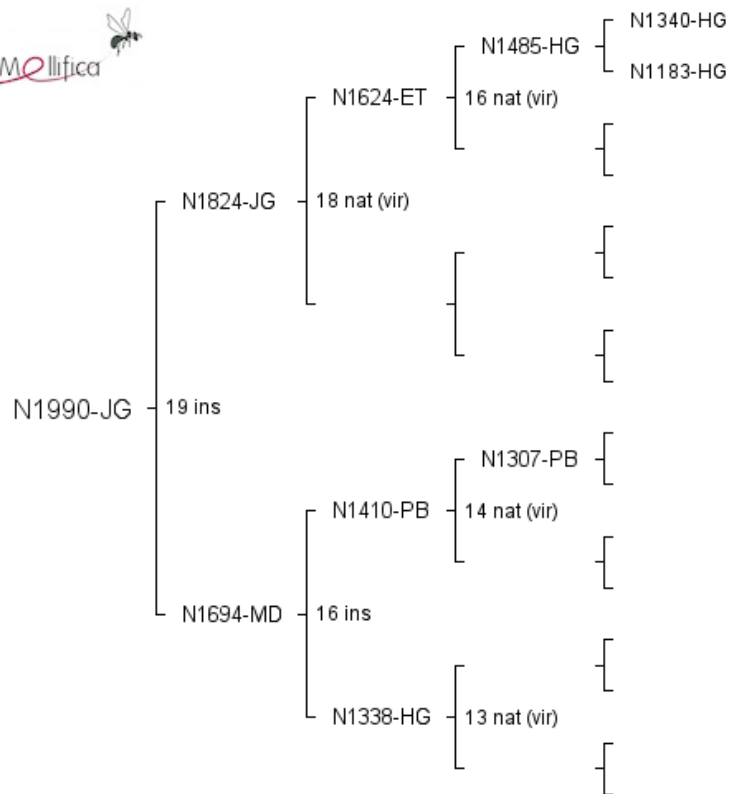 N1340-HG
N1485-HG
Mellifica
N1183-HG
N1624-ET
16 nat (vir)
N1824-JG
18 nat (vir)
N1990-JG
19 ins
N1307-PB
N1410-PB
14 nat (vir)
N1694-MD
16 ins
N1338-HG
13 nat (vir)